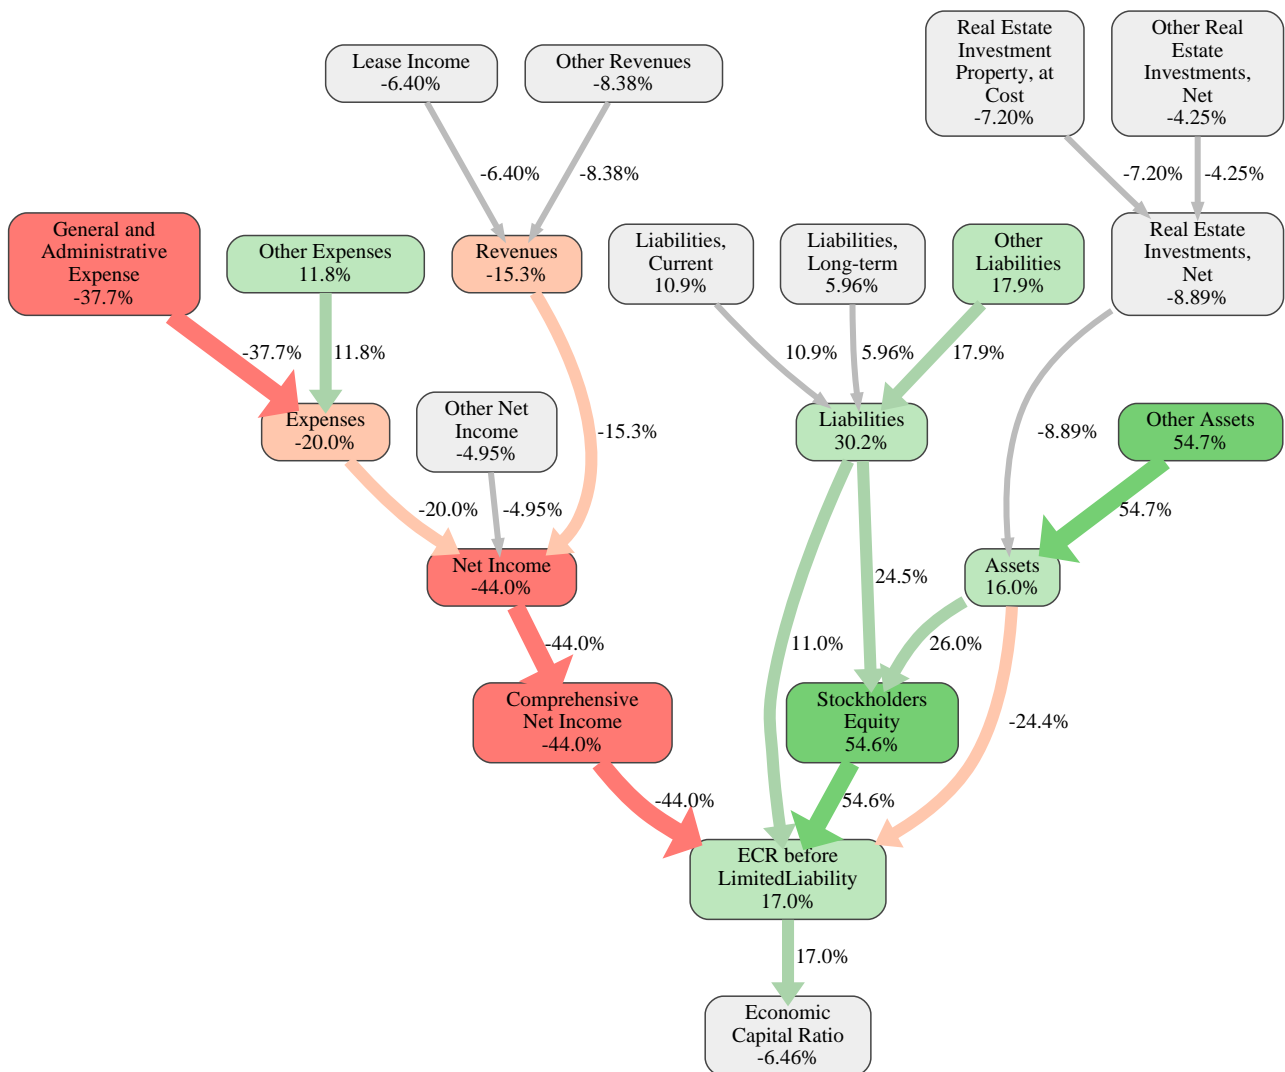 Real Estate
Investment
Property, at
Cost
-7.20%
Other Real
Estate
Investments,
Net
-4.25%
Lease Income
-6.40%
Other Revenues
-8.38%
-6.40%
-8.38%
-7.20%
-4.25%
General and
Administrative
Expense
-37.7%
Other Expenses
11.8%
Revenues
-15.3%
Liabilities,
Current
10.9%
Liabilities,
Long-term
5.96%
Other
Liabilities
17.9%
Real Estate
Investments,
Net
-8.89%
-37.7%
11.8%
10.9%
5.96%
17.9%
Expenses
-20.0%
Other Net
Income
-4.95%
-15.3%
Liabilities
30.2%
-8.89%
Other Assets
54.7%
-20.0%
-4.95%
54.7%
Net Income
-44.0%
24.5%
Assets
16.0%
-44.0%
11.0%
26.0%
Comprehensive
Net Income
-44.0%
Stockholders
Equity
54.6%
-24.4%
-44.0%
54.6%
ECR before
LimitedLiability
17.0%
17.0%
Economic
Capital Ratio
-6.46%